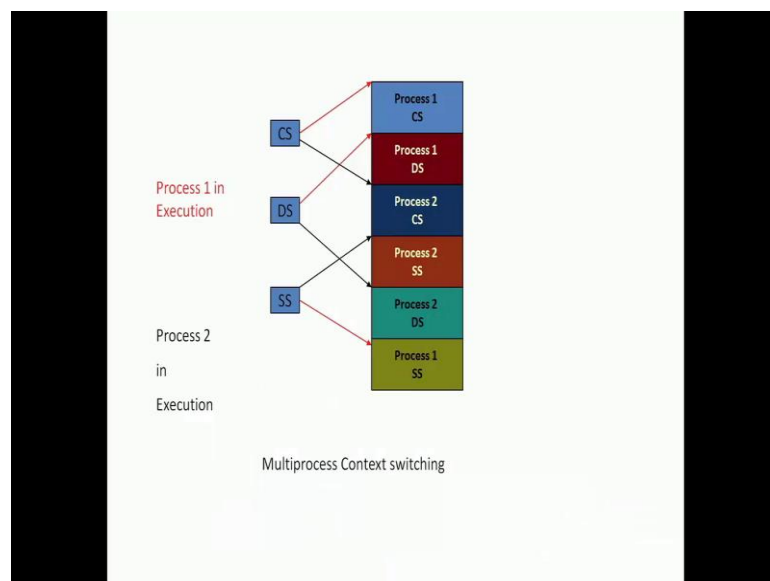 Process 1
CS
CS
Process 1
DS
Process 1 in
Execution
DS
Process 2
CS
Process 2
SS
SS
Process 2
DS
Process 2
in
Execution
Process 1
SS
Multiprocess Context switching